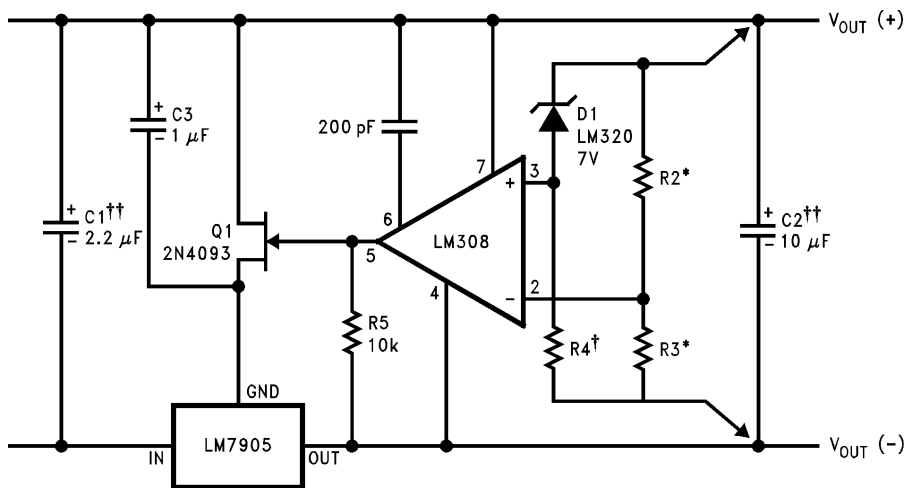 V_OUT (+)
+
C3
-
1 μF
200 pF
D1
LM320
7V
7
3
+
R2*
+
C1††
-
2.2 μF
Q1
2N4093
6
5
LM308
+
C2††
-
10 μF
4
-
2
R5
10k
R4†
R3*
GND
LM7905
IN
OUT
V_OUT (-)